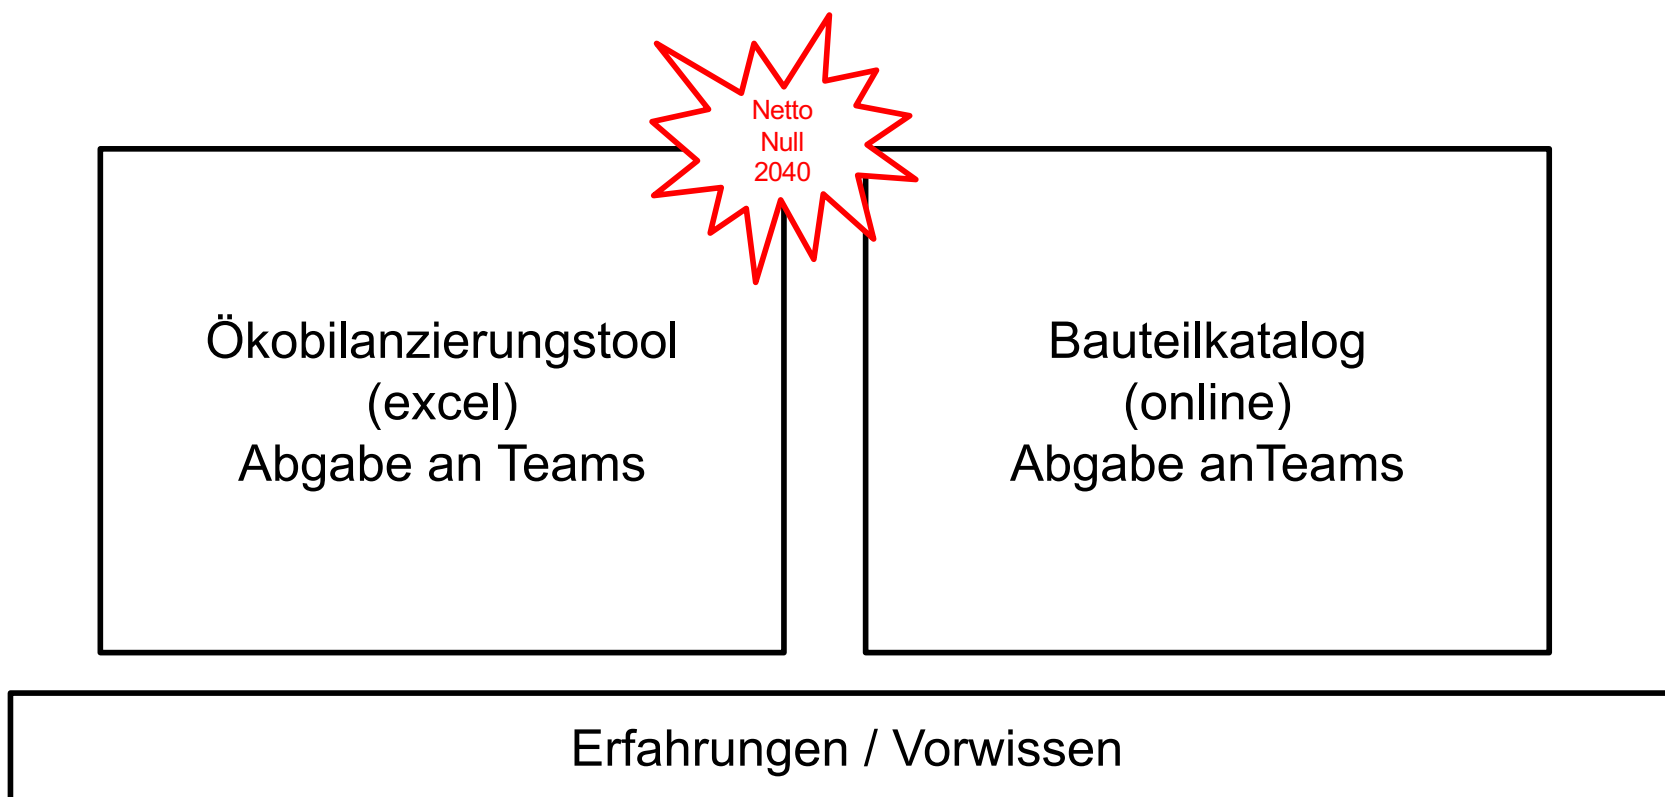 Netto
Null
2040
Ökobilanzierungstool
(excel)
Abgabe an Teams
Bauteilkatalog
(online)
Abgabe anTeams
Erfahrungen / Vorwissen